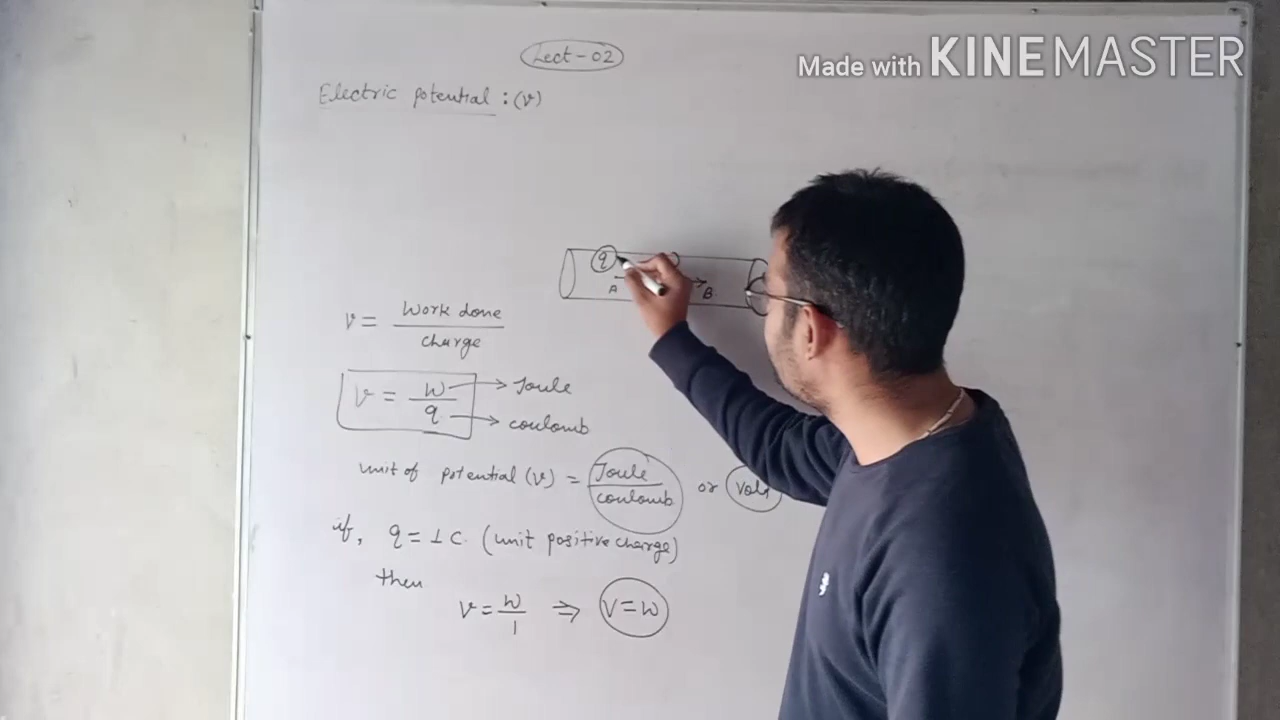 Lect-02
Made with KINEMASTER
Electric potential : (v)
q
A B
v = Work done / charge
v = w / q → Joule
→ coulomb
unit of potential (v) = Joule / coulomb or Volt
if, q = 1 C. (unit positive charge)
then
v = w / 1 ⇒ v = w